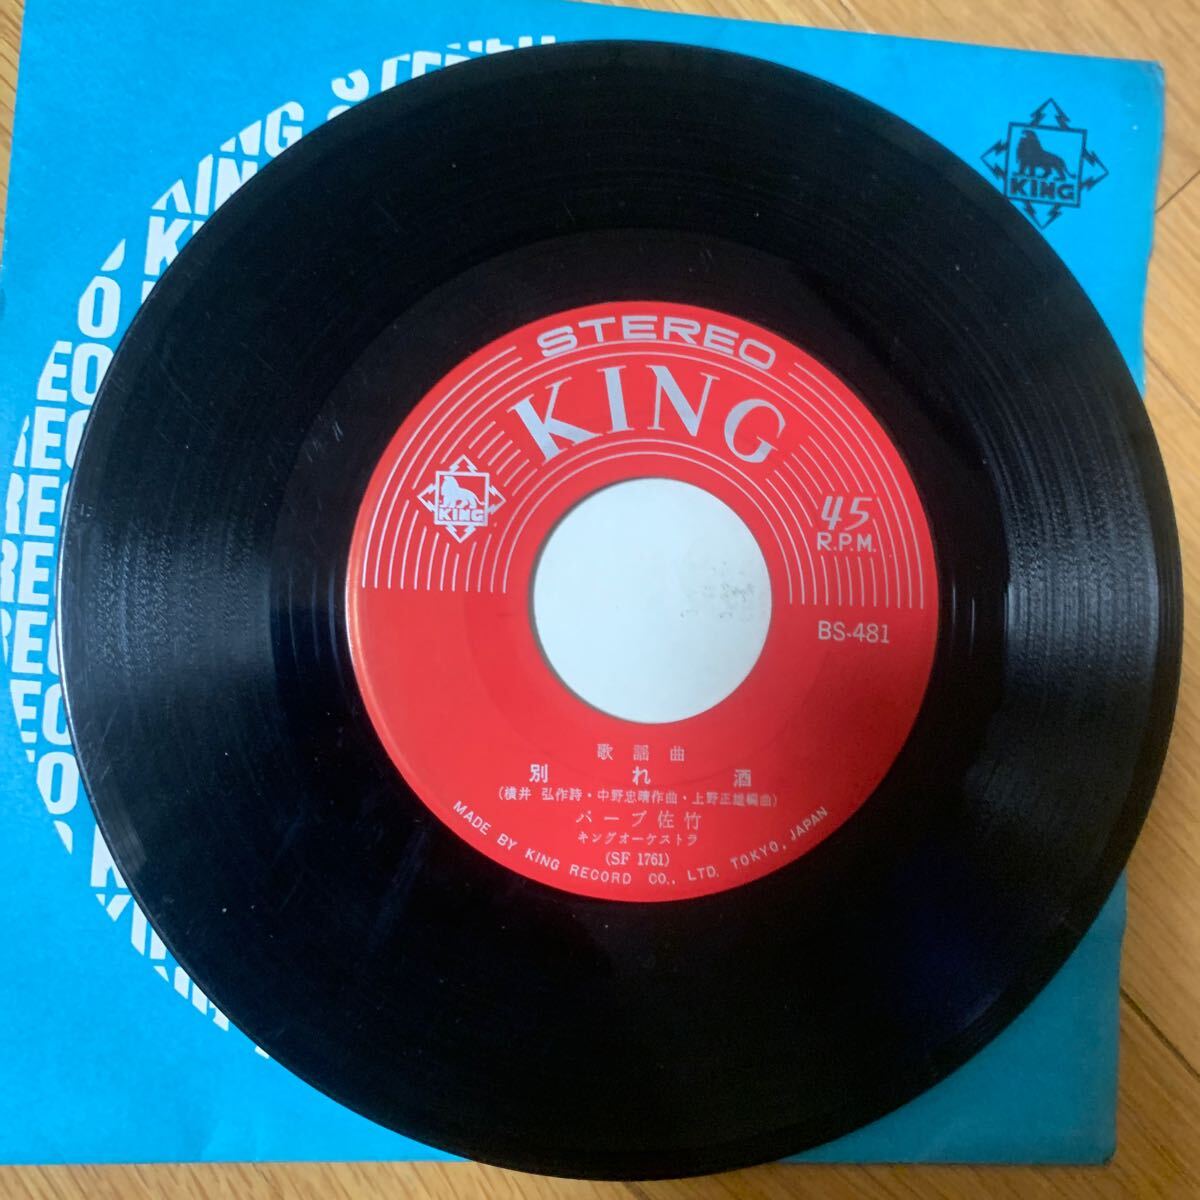 STEREO
KING
KING
45
R.P.M.
BS-481
歌謡曲
別れ酒
(横井 弘作詩・中野忠晴作曲・上野正雄編曲)
バーブ佐竹
キングオーケストラ
(SF 1761)
MADE BY KING RECORD CO., LTD. TOKYO, JAPAN
KING
KING STEREO